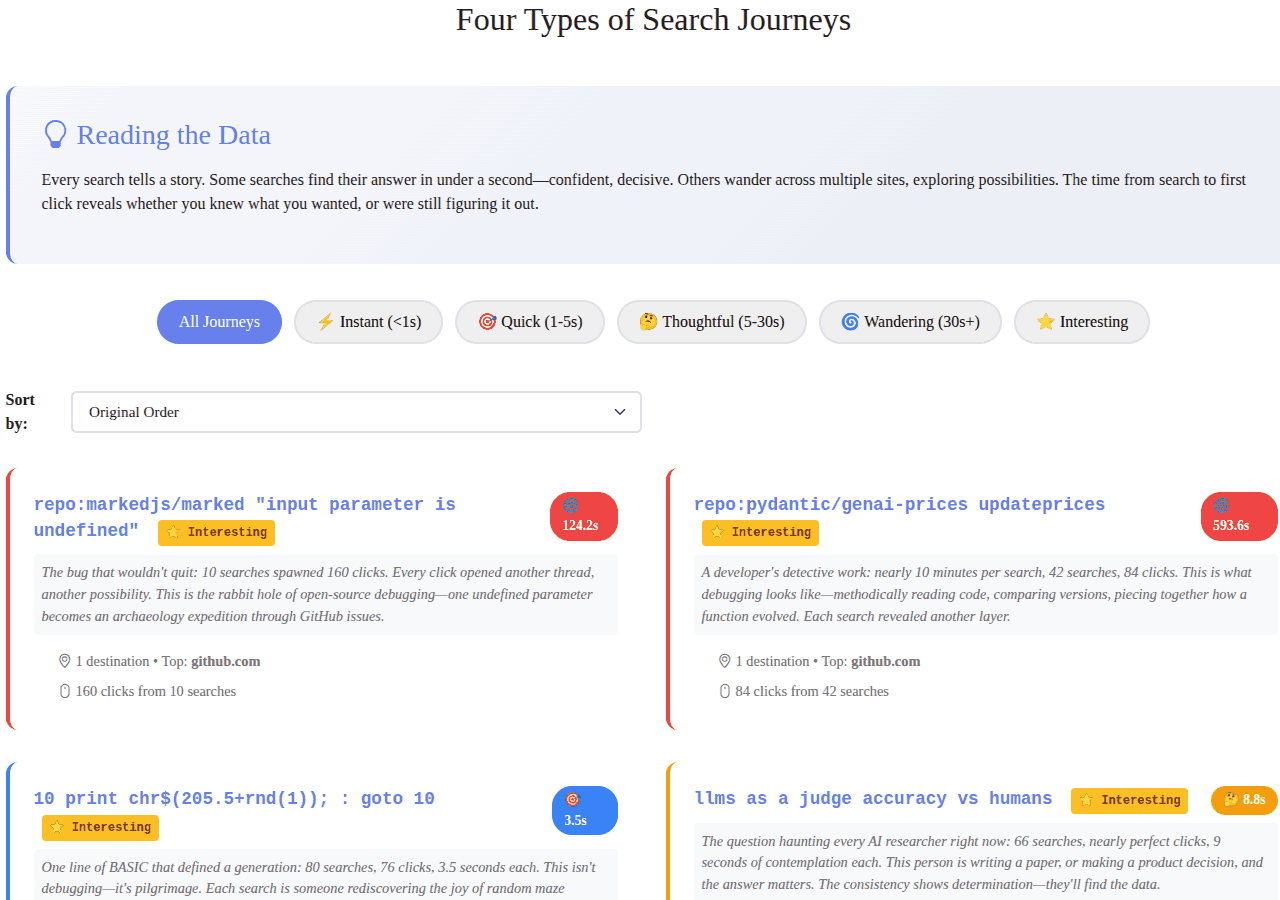 Four Types of Search Journeys
Reading the Data
Every search tells a story. Some searches find their answer in under a second—confident, decisive. Others wander across multiple sites, exploring possibilities. The time from search to first
click reveals whether you knew what you wanted, or were still figuring it out.
All Journeys
⚡ Instant (<1s)
🎯 Quick (1-5s)
🤔 Thoughtful (5-30s)
🌀 Wandering (30s+)
⭐ Interesting
Sort
by:
Original Order
repo:markedjs/marked "input parameter is
undefined" ⭐ Interesting
🌀
124.2s
The bug that wouldn't quit: 10 searches spawned 160 clicks. Every click opened another thread,
another possibility. This is the rabbit hole of open-source debugging—one undefined parameter
becomes an archaeology expedition through GitHub issues.
1 destination • Top: github.com
160 clicks from 10 searches
repo:pydantic/genai-prices updateprices
⭐ Interesting
🌀
593.6s
A developer's detective work: nearly 10 minutes per search, 42 searches, 84 clicks. This is what
debugging looks like—methodically reading code, comparing versions, piecing together how a
function evolved. Each search revealed another layer.
1 destination • Top: github.com
84 clicks from 42 searches
10 print chr$(205.5+rnd(1)); : goto 10
⭐ Interesting
🎯
3.5s
One line of BASIC that defined a generation: 80 searches, 76 clicks, 3.5 seconds each. This isn't
debugging—it's pilgrimage. Each search is someone rediscovering the joy of random maze
llms as a judge accuracy vs humans ⭐ Interesting
🤔 8.8s
The question haunting every AI researcher right now: 66 searches, nearly perfect clicks, 9
seconds of contemplation each. This person is writing a paper, or making a product decision, and
the answer matters. The consistency shows determination—they'll find the data.